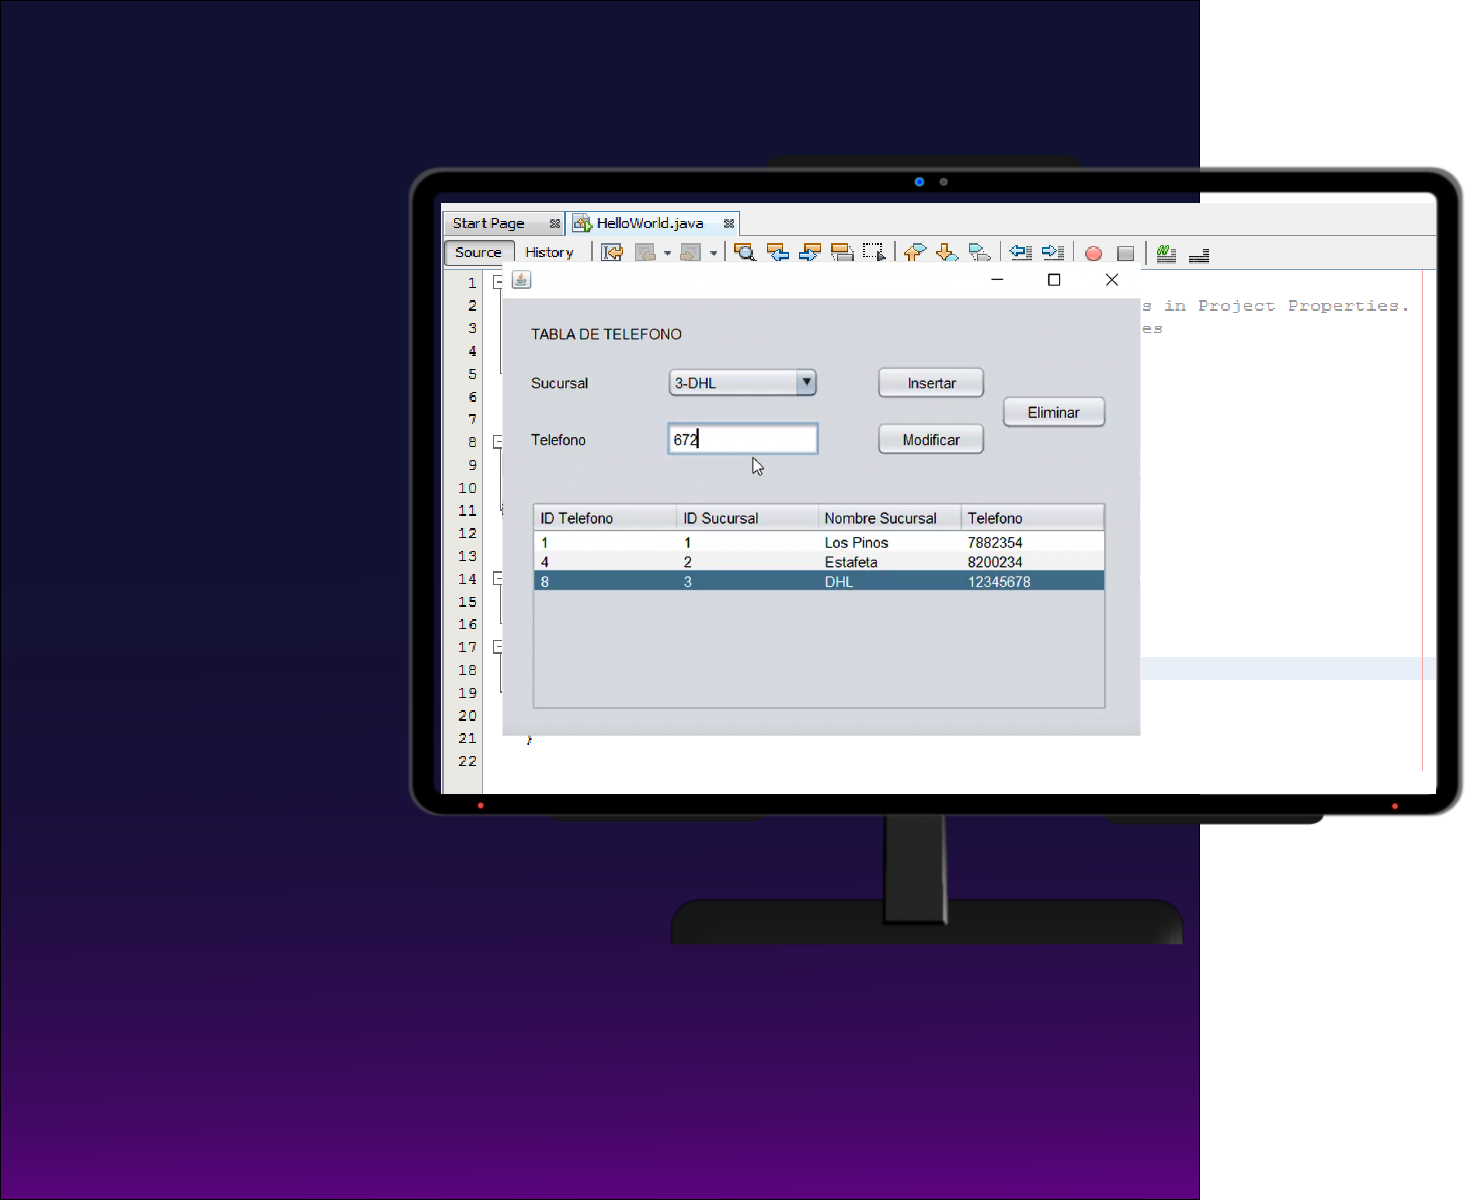 Start Page
HelloWorld.java
Source
History
1
2
s in Project Properties.
3
es
4
5
6
7
8
9
10
11
12
13
14
15
16
17
18
19
20
21
}
22
TABLA DE TELEFONO
Sucursal
3-DHL
Insertar
Eliminar
Telefono
672
Modificar
ID Telefono ID Sucursal Nombre Sucursal Telefono
1 1 Los Pinos 7882354
4 2 Estafeta 8200234
8 3 DHL 12345678